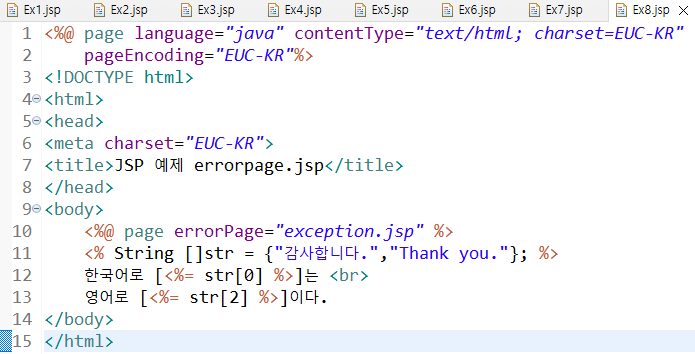 Ex1.jsp Ex2.jsp Ex3.jsp Ex4.jsp Ex5.jsp Ex6.jsp Ex7.jsp Ex8.jsp
1 <%@ page language="java" contentType="text/html; charset=EUC-KR"
2     pageEncoding="EUC-KR"%>
3 <!DOCTYPE html>
4 <html>
5 <head>
6 <meta charset="EUC-KR">
7 <title>JSP 예제 errorpage.jsp</title>
8 </head>
9 <body>
10     <%@ page errorPage="exception.jsp" %>
11     <% String []str = {"감사합니다.","Thank you."}; %>
12     한국어로 [<%= str[0] %>]는 <br>
13     영어로 [<%= str[2] %>]이다.
14 </body>
15 </html>